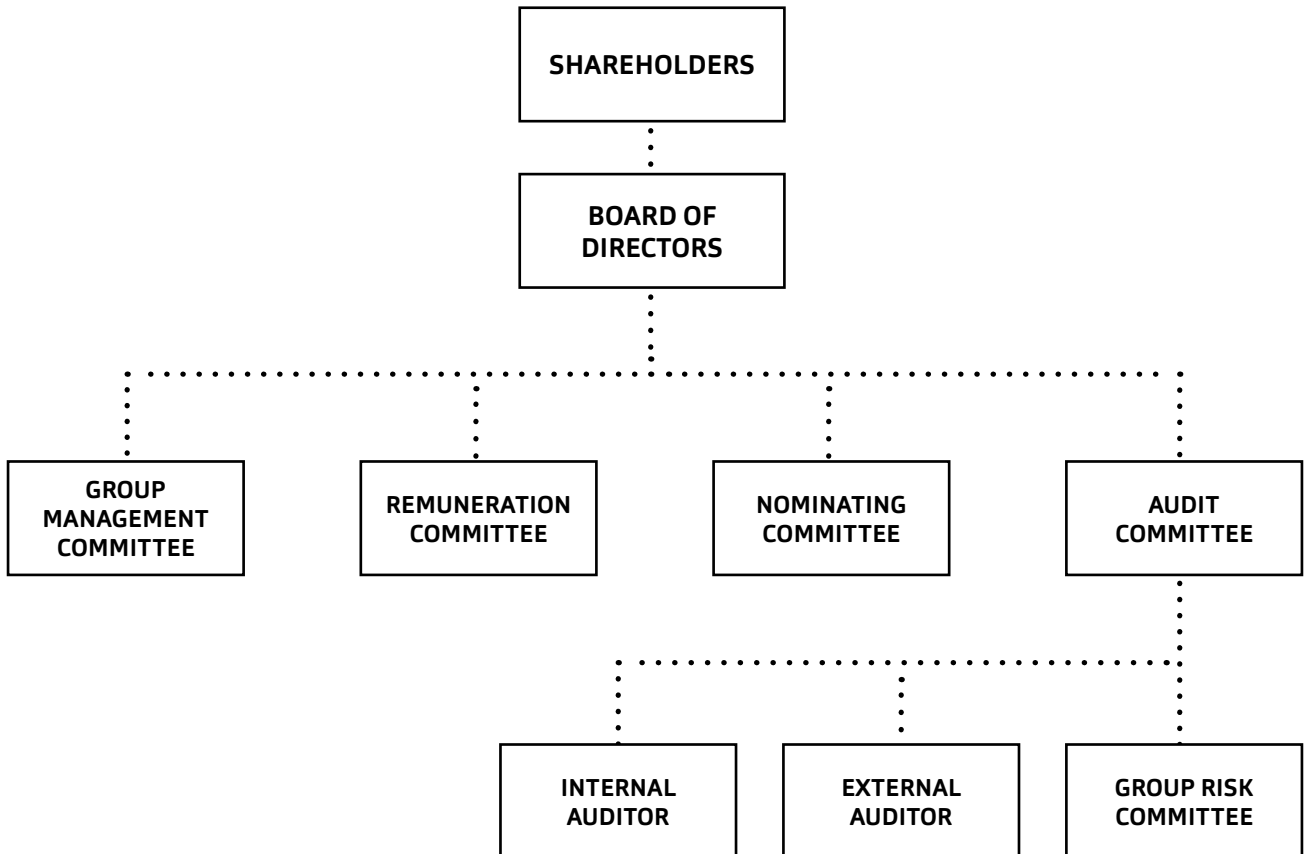 SHAREHOLDERS
BOARD OF
DIRECTORS
GROUP
MANAGEMENT
COMMITTEE
REMUNERATION
COMMITTEE
NOMINATING
COMMITTEE
AUDIT
COMMITTEE
INTERNAL
AUDITOR
EXTERNAL
AUDITOR
GROUP RISK
COMMITTEE